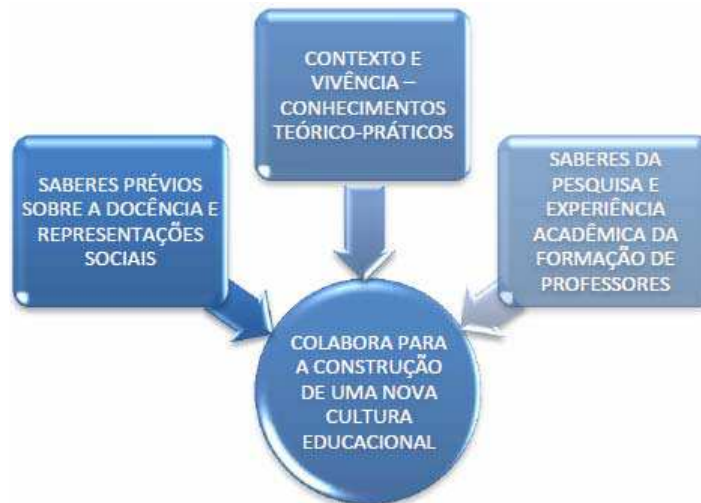 CONTEXTO E
VIVÊNCIA –
CONHECIMENTOS
TEÓRICO-PRÁTICOS
SABERES PRÉVIOS
SOBRE A DOCÊNCIA E
REPRESENTAÇÕES
SOCIAIS
SABERES DA
PESQUISA E
EXPERIÊNCIA
ACADÊMICA DA
FORMAÇÃO DE
PROFESSORES
COLABORA PARA
A CONSTRUÇÃO
DE UMA NOVA
CULTURA
EDUCACIONAL